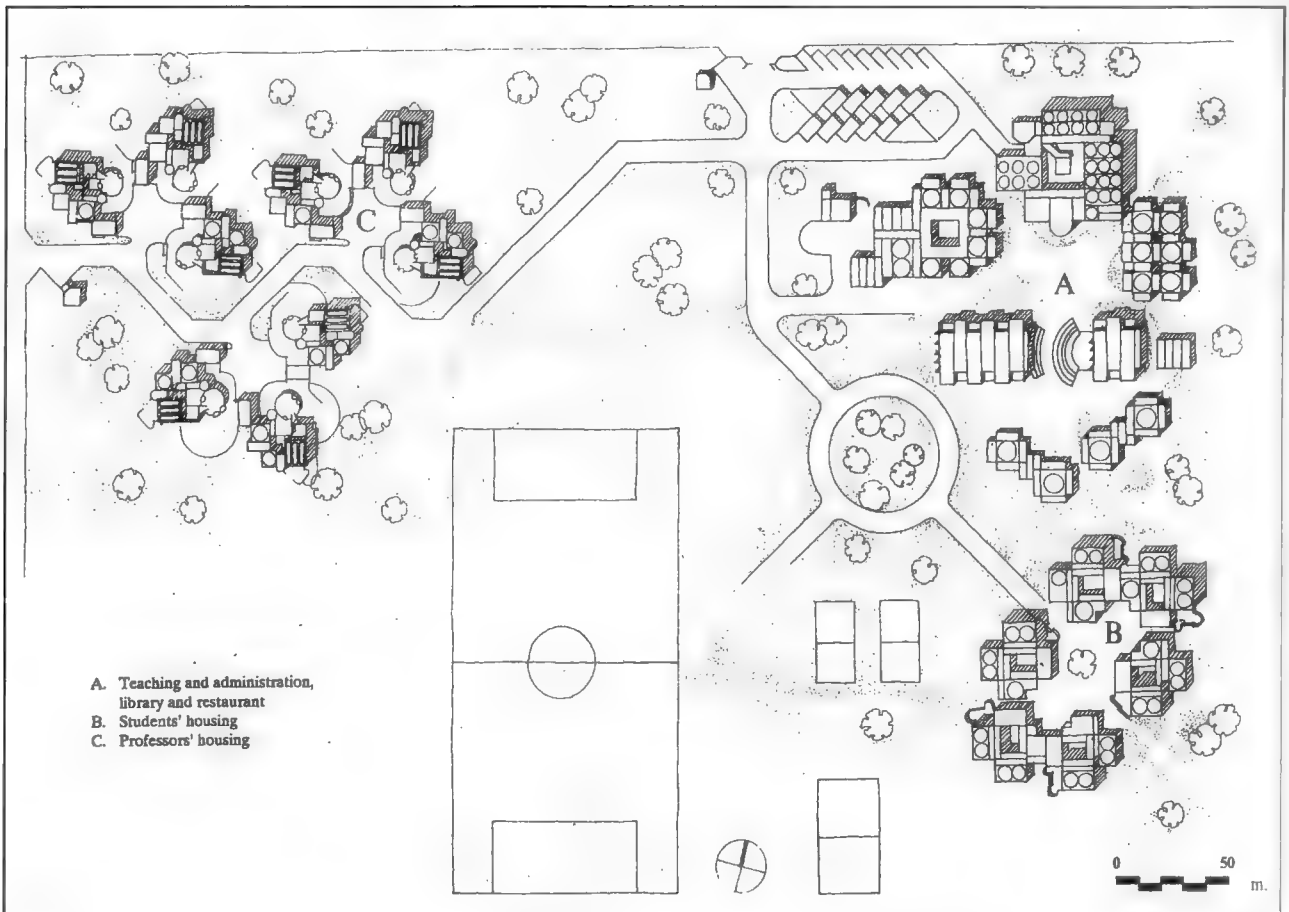 C
A
B
A. Teaching and administration,
library and restaurant
B. Students' housing
C. Professors' housing
0 50
m.